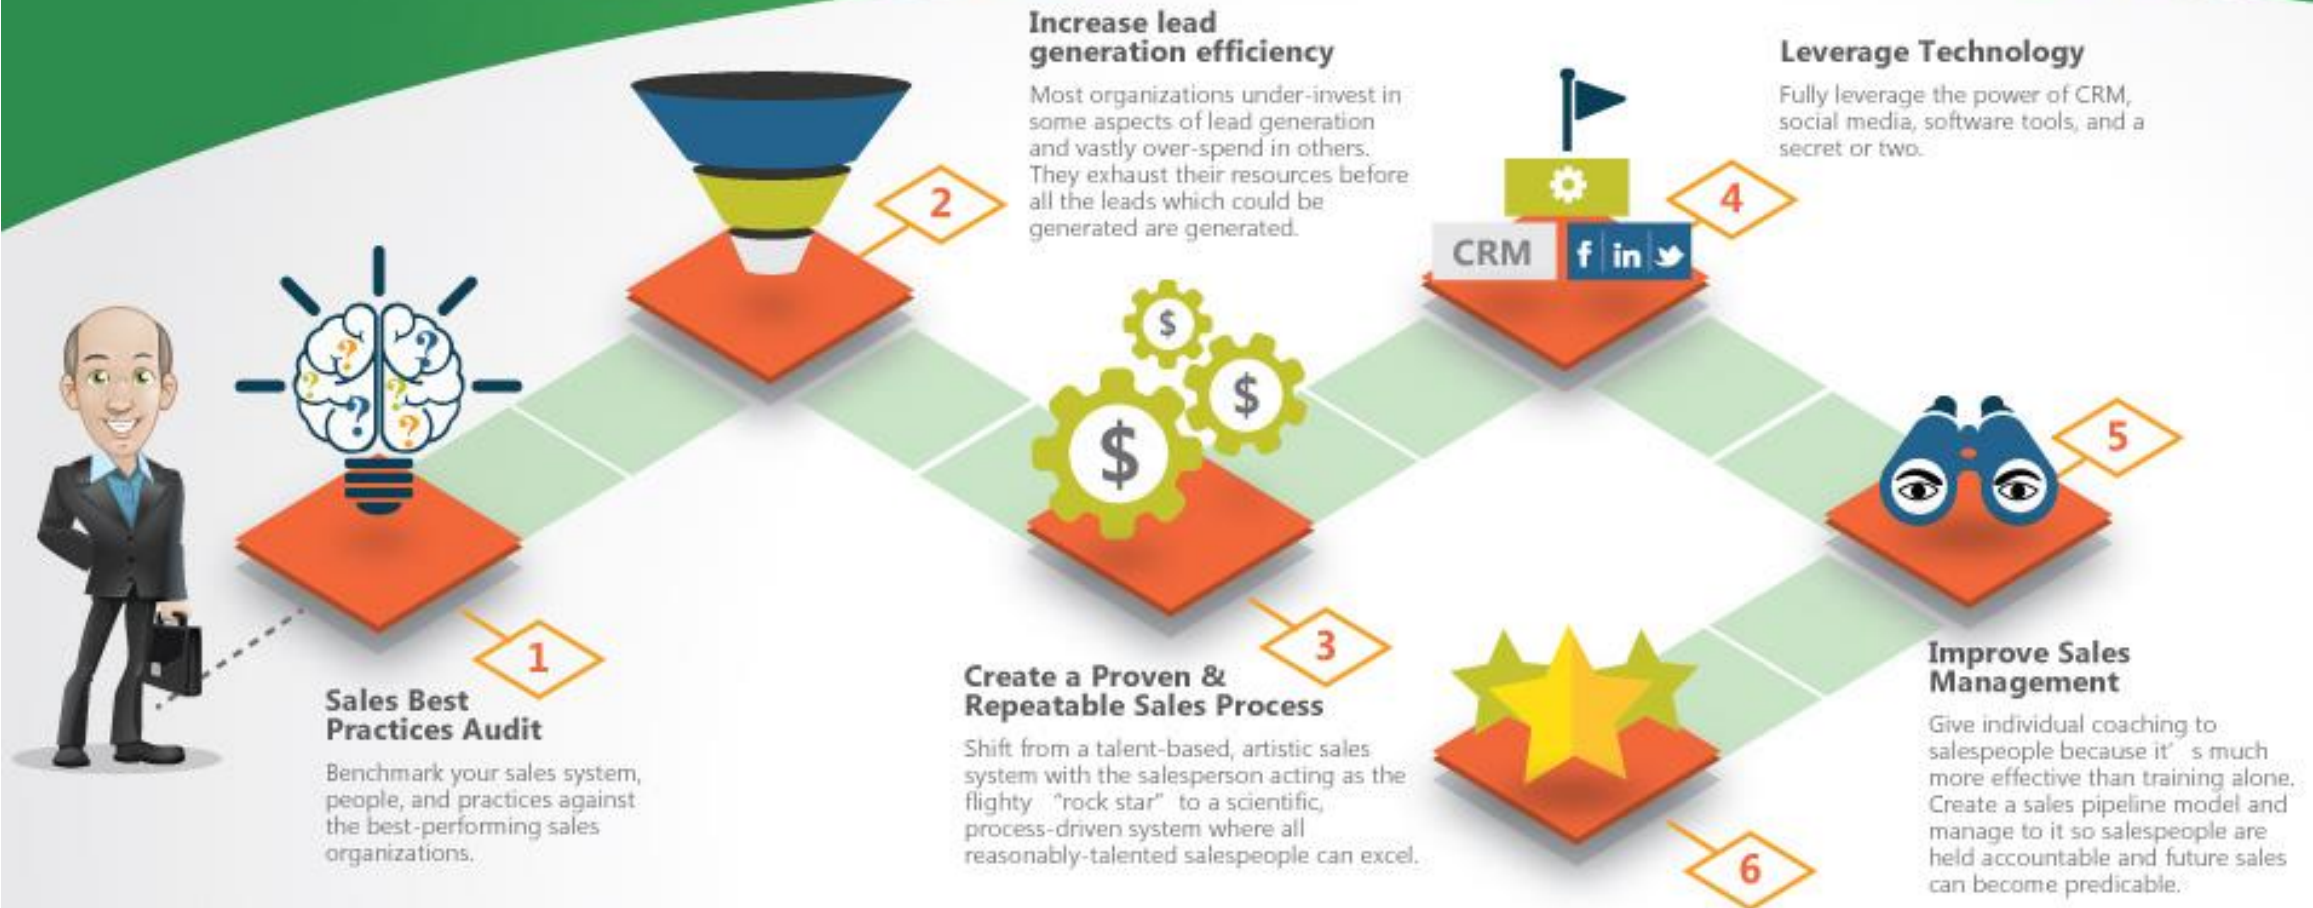 Increase lead
generation efficiency
Most organizations under-invest in
some aspects of lead generation
and vastly over-spend in others.
They exhaust their resources before
all the leads which could be
generated are generated.
2
Leverage Technology
Fully leverage the power of CRM,
social media, software tools, and a
secret or two.
4
CRM
f in
$
$
$
? ?
? ?
? ?
1
Sales Best
Practices Audit
Benchmark your sales system,
people, and practices against
the best-performing sales
organizations.
3
Create a Proven &
Repeatable Sales Process
Shift from a talent-based, artistic sales
system with the salesperson acting as the
flighty “rock star” to a scientific,
process-driven system where all
reasonably-talented salespeople can excel.
5
Improve Sales
Management
Give individual coaching to
salespeople because it’ s much
more effective than training alone.
Create a sales pipeline model and
manage to it so salespeople are
held accountable and future sales
can become predicable.
6